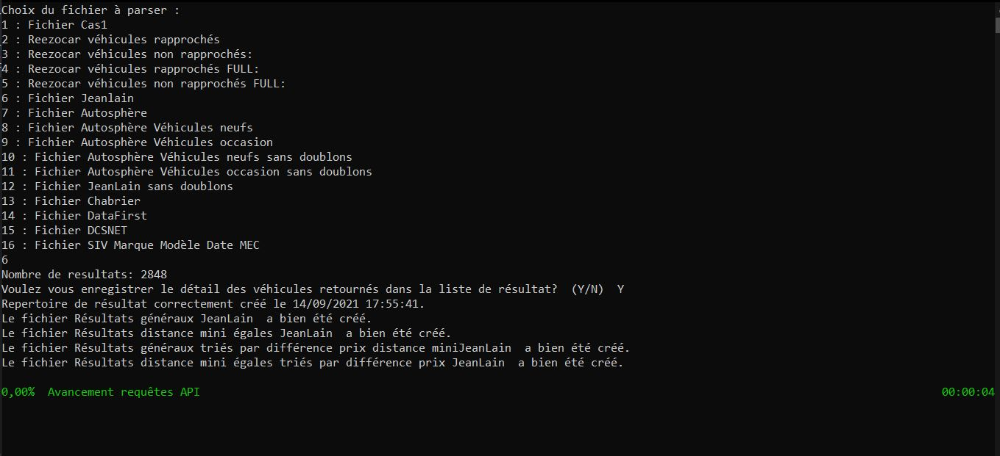 Choix du fichier à parser :
1 : Fichier Cas1
2 : Reezocar véhicules rapprochés
3 : Reezocar véhicules non rapprochés:
4 : Reezocar véhicules rapprochés FULL:
5 : Reezocar véhicules non rapprochés FULL:
6 : Fichier Jeanlain
7 : Fichier Autosphère
8 : Fichier Autosphère Véhicules neufs
9 : Fichier Autosphère Véhicules occasion
10 : Fichier Autosphère Véhicules neufs sans doublons
11 : Fichier Autosphère Véhicules occasion sans doublons
12 : Fichier JeanLain sans doublons
13 : Fichier Chabrier
14 : Fichier DataFirst
15 : Fichier DCSNET
16 : Fichier SIV Marque Modèle Date MEC
6
Nombre de resultats: 2848
Voulez vous enregistrer le détail des véhicules retournés dans la liste de résultat?  (Y/N)  Y
Repertoire de résultat correctement créé le 14/09/2021 17:55:41.
Le fichier Résultats généraux JeanLain  a bien été créé.
Le fichier Résultats distance mini égales JeanLain  a bien été créé.
Le fichier Résultats généraux triés par différence prix distance miniJeanLain  a bien été créé.
Le fichier Résultats distance mini égales triés par différence prix JeanLain  a bien été créé.
0,00%  Avancement requêtes API 00:00:04